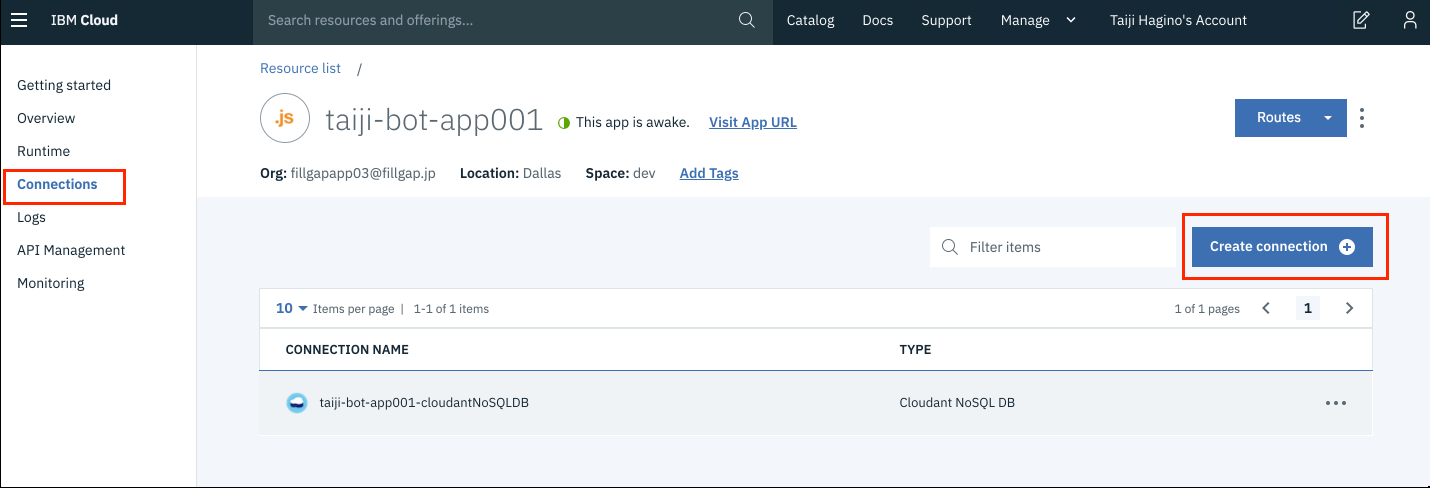 IBM Cloud Search resources and offerings... Catalog Docs Support Manage Taiji Hagino's Account
Getting started
Overview
Runtime
Connections
Logs
API Management
Monitoring
Resource list /
.js taiji-bot-app001 This app is awake. Visit App URL Routes
Org: fillgapapp03@fillgap.jp Location: Dallas Space: dev Add Tags
Filter items Create connection
10 Items per page | 1-1 of 1 items 1 of 1 pages 1
CONNECTION NAME TYPE
taiji-bot-app001-cloudantNoSQLDB Cloudant NoSQL DB